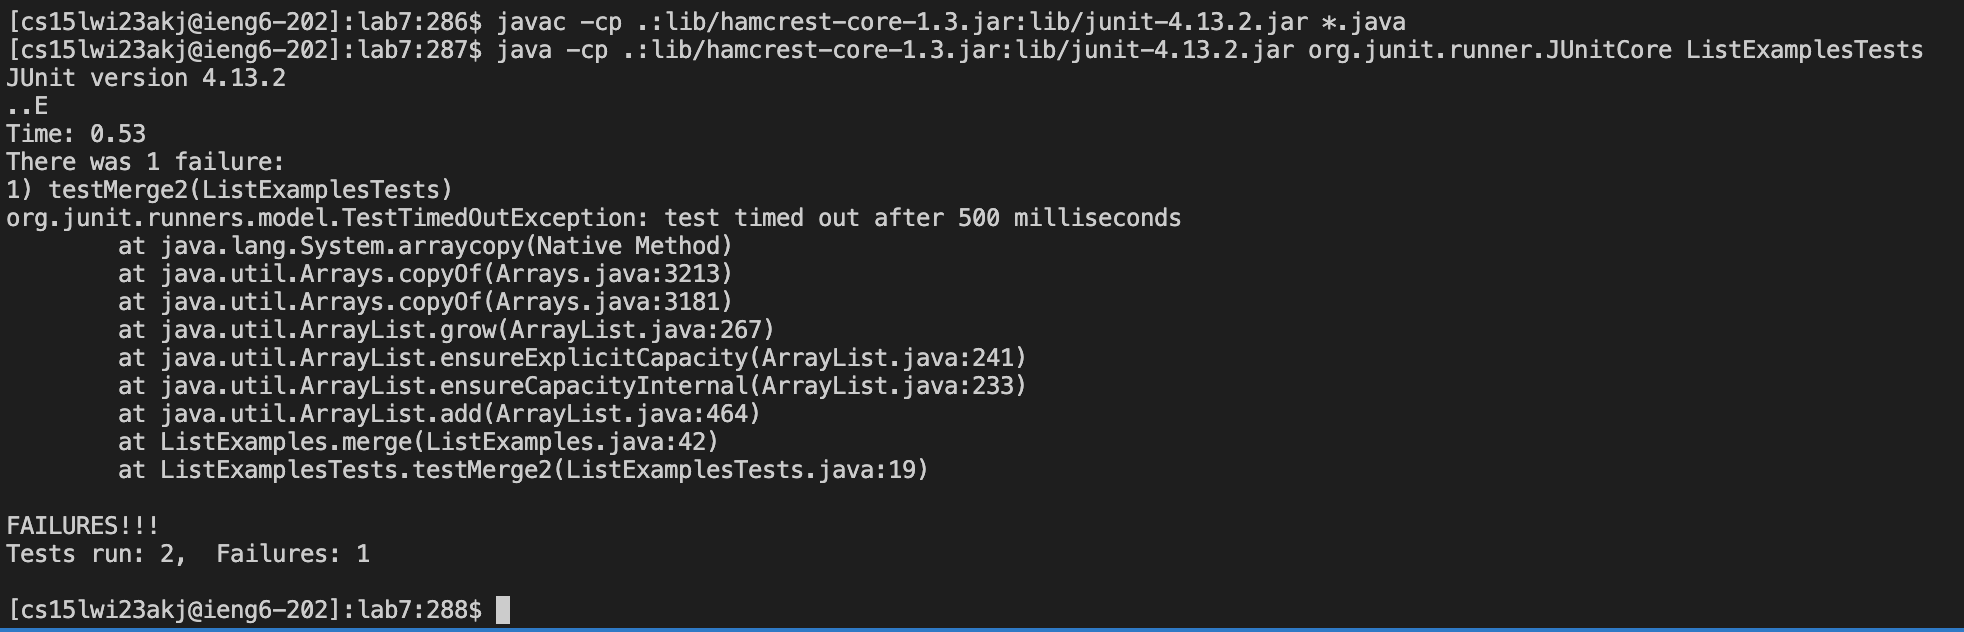 [cs15lwi23akj@ieng6-202]:lab7:286$ javac -cp .:lib/hamcrest-core-1.3.jar:lib/junit-4.13.2.jar *.java
[cs15lwi23akj@ieng6-202]:lab7:287$ java -cp .:lib/hamcrest-core-1.3.jar:lib/junit-4.13.2.jar org.junit.runner.JUnitCore ListExamplesTests
JUnit version 4.13.2
..E
Time: 0.53
There was 1 failure:
1) testMerge2(ListExamplesTests)
org.junit.runners.model.TestTimedOutException: test timed out after 500 milliseconds
        at java.lang.System.arraycopy(Native Method)
        at java.util.Arrays.copyOf(Arrays.java:3213)
        at java.util.Arrays.copyOf(Arrays.java:3181)
        at java.util.ArrayList.grow(ArrayList.java:267)
        at java.util.ArrayList.ensureExplicitCapacity(ArrayList.java:241)
        at java.util.ArrayList.ensureCapacityInternal(ArrayList.java:233)
        at java.util.ArrayList.add(ArrayList.java:464)
        at ListExamples.merge(ListExamples.java:42)
        at ListExamplesTests.testMerge2(ListExamplesTests.java:19)

FAILURES!!!
Tests run: 2,  Failures: 1

[cs15lwi23akj@ieng6-202]:lab7:288$